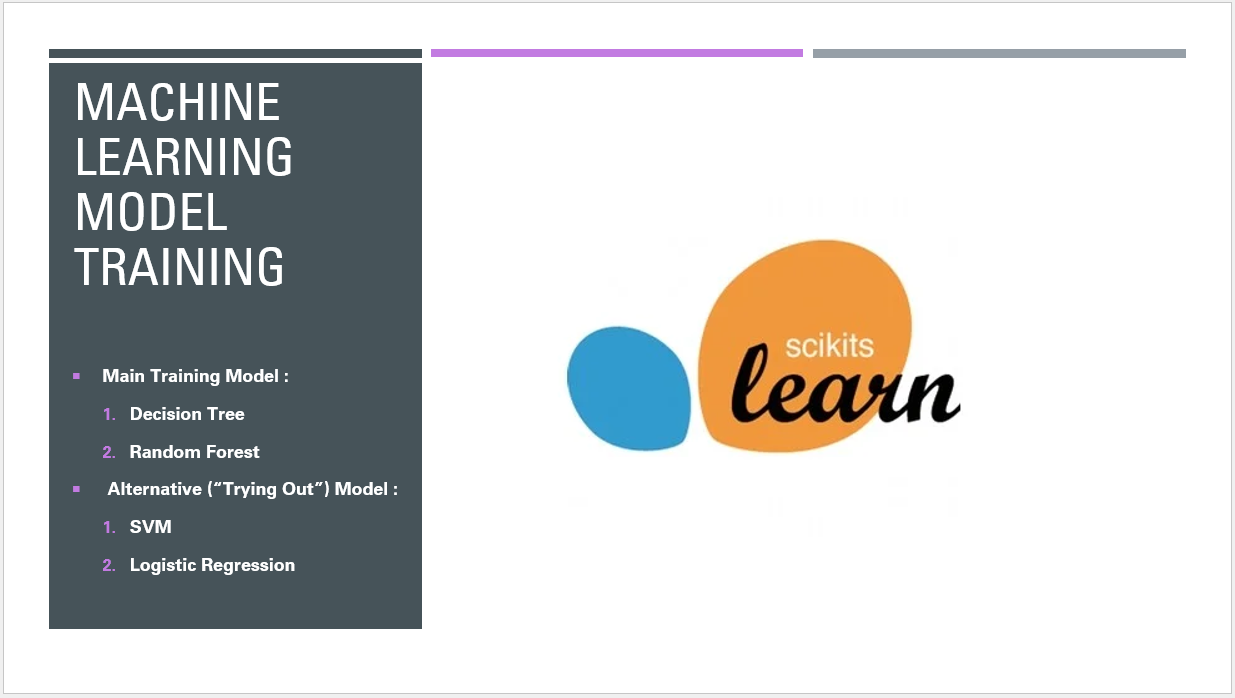 MACHINE
LEARNING
MODEL
TRAINING
Main Training Model :
1. Decision Tree
2. Random Forest
Alternative (“Trying Out”) Model :
1. SVM
2. Logistic Regression
scikits
learn